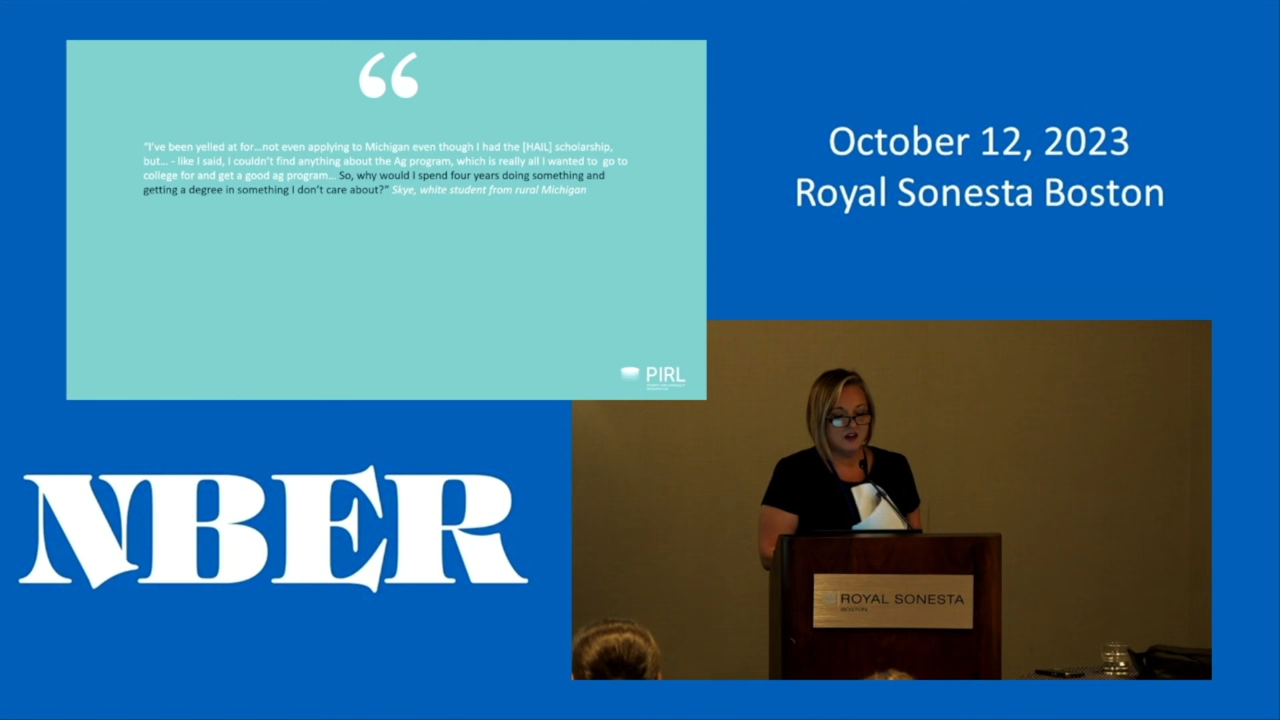 “
“I’ve been yelled at for…not even applying to Michigan even though I had the [HAIL] scholarship,
but… - like I said, I couldn’t find anything about the Ag program, which is really all I wanted to go to
college for and get a good ag program… So, why would I spend four years doing something and
getting a degree in something I don’t care about?” Skye, white student from rural Michigan
PIRL
October 12, 2023
Royal Sonesta Boston
NBER
ROYAL SONESTA
BOSTON